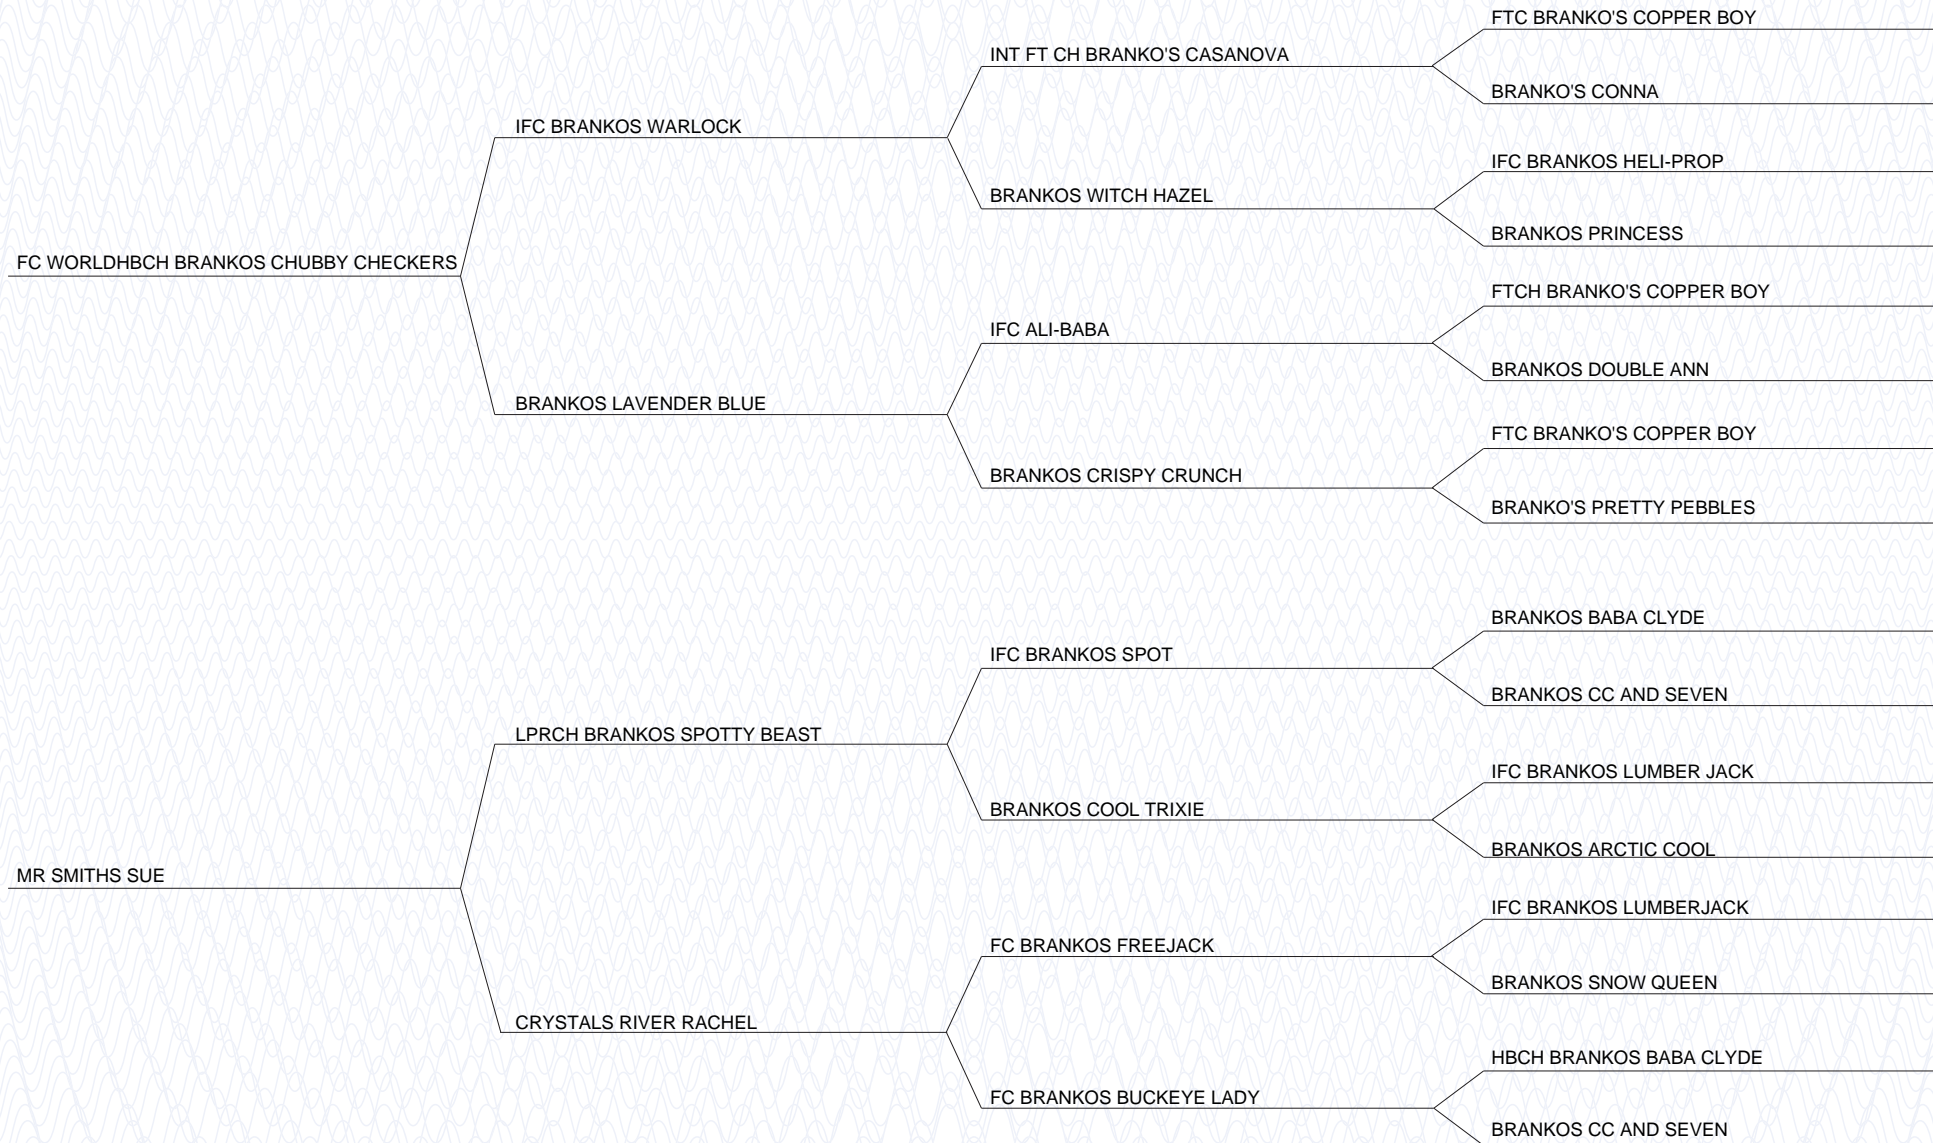 FTC BRANKO'S COPPER BOY
INT FT CH BRANKO'S CASANOVA
BRANKO'S CONNA
IFC BRANKOS WARLOCK
IFC BRANKOS HELI-PROP
BRANKOS WITCH HAZEL
BRANKOS PRINCESS
FC WORLDHBCH BRANKOS CHUBBY CHECKERS
FTCH BRANKO'S COPPER BOY
IFC ALI-BABA
BRANKOS DOUBLE ANN
BRANKOS LAVENDER BLUE
FTC BRANKO'S COPPER BOY
BRANKOS CRISPY CRUNCH
BRANKO'S PRETTY PEBBLES
BRANKOS BABA CLYDE
IFC BRANKOS SPOT
BRANKOS CC AND SEVEN
LPRCH BRANKOS SPOTTY BEAST
IFC BRANKOS LUMBER JACK
BRANKOS COOL TRIXIE
BRANKOS ARCTIC COOL
MR SMITHS SUE
IFC BRANKOS LUMBERJACK
FC BRANKOS FREEJACK
BRANKOS SNOW QUEEN
CRYSTALS RIVER RACHEL
HBCH BRANKOS BABA CLYDE
FC BRANKOS BUCKEYE LADY
BRANKOS CC AND SEVEN